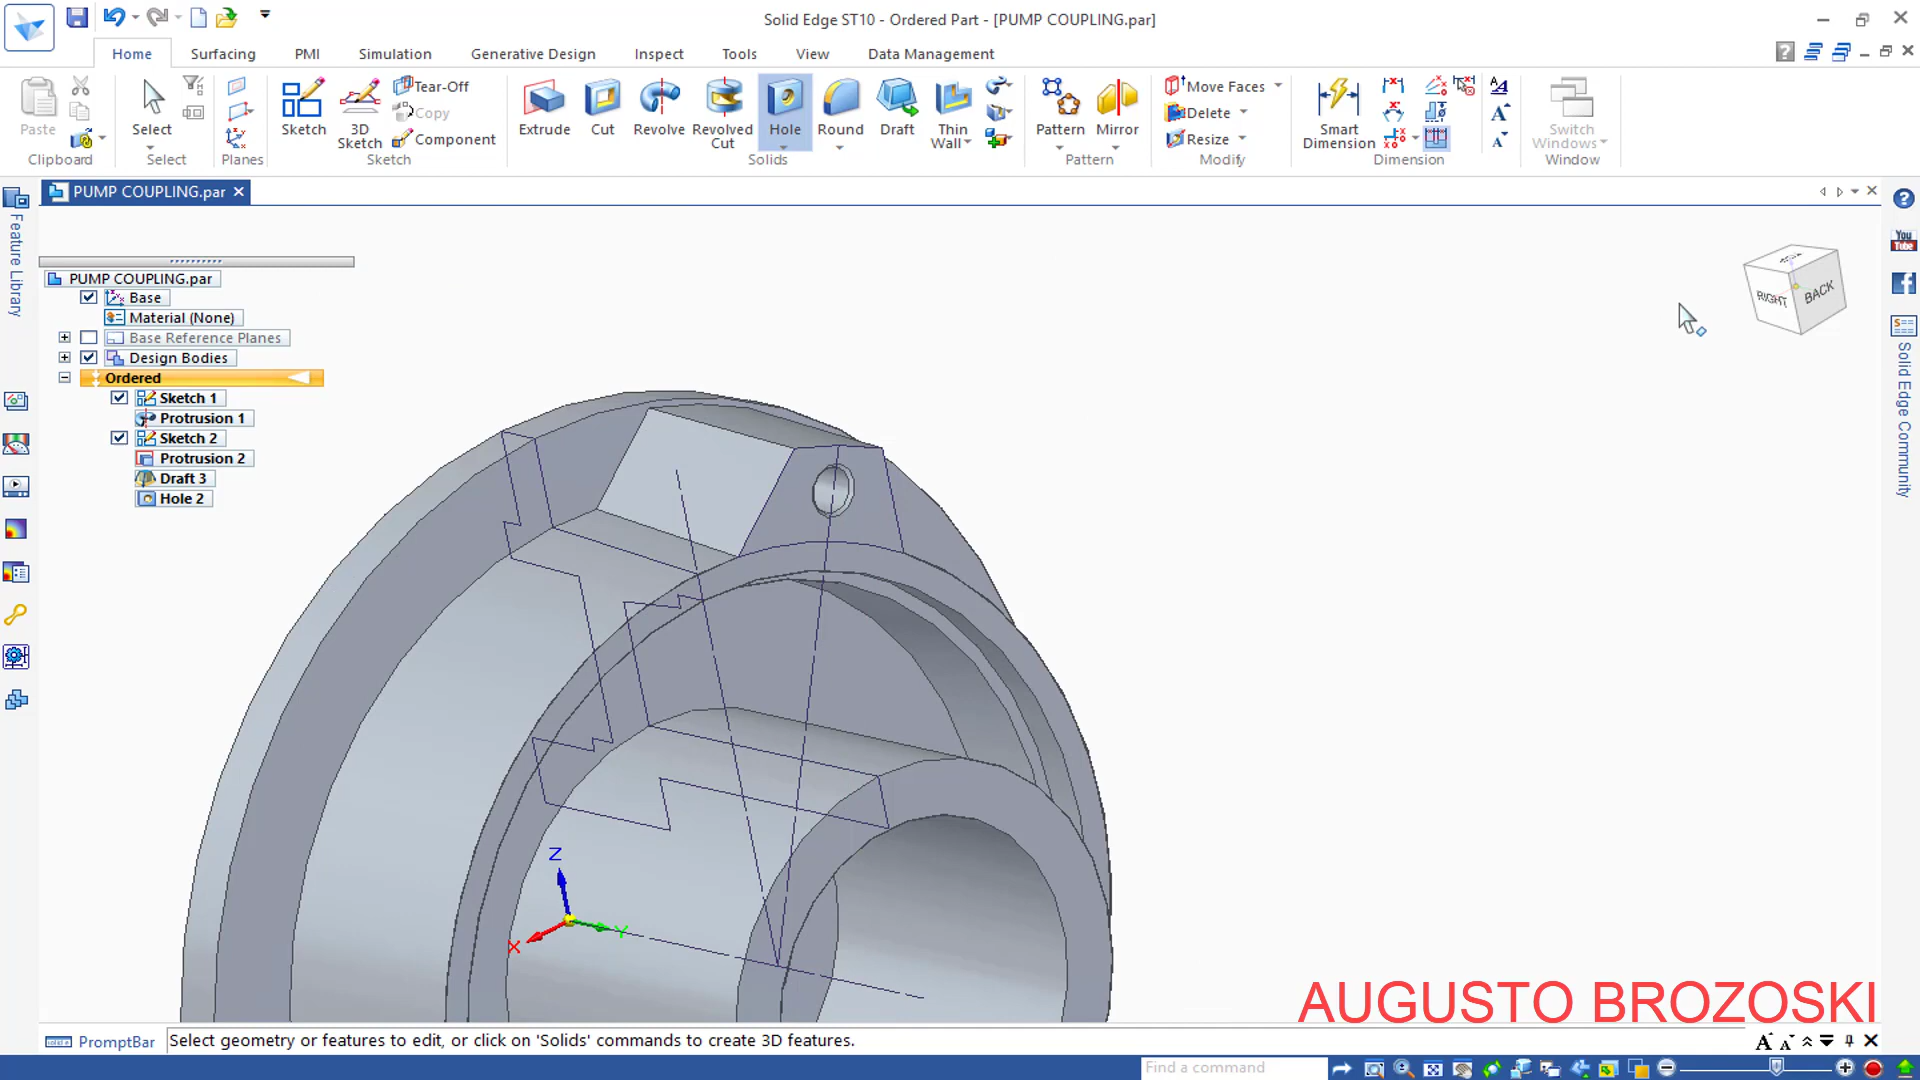 Solid Edge ST10 - Ordered Part - [PUMP COUPLING.par]
Home
Surfacing
PMI
Simulation
Generative Design
Inspect
Tools
View
Data Management
Paste
Clipboard
Select
Select
Planes
Sketch
3D Sketch
Tear-Off
Copy
Component
Sketch
Extrude
Cut
Revolve
Revolved Cut
Hole
Round
Draft
Thin Wall
Solids
Pattern
Mirror
Pattern
Move Faces
Delete
Resize
Modify
Smart Dimension
Dimension
Switch Windows
Window
PUMP COUPLING.par
Feature Library
PUMP COUPLING.par
Base
Material (None)
Base Reference Planes
Design Bodies
Ordered
Sketch 1
Protrusion 1
Sketch 2
Protrusion 2
Draft 3
Hole 2
RIGHT
BACK
You
Tube
Solid Edge Community
Z
X
Y
AUGUSTO BROZOSKI
PromptBar
Select geometry or features to edit, or click on 'Solids' commands to create 3D features.
Find a command